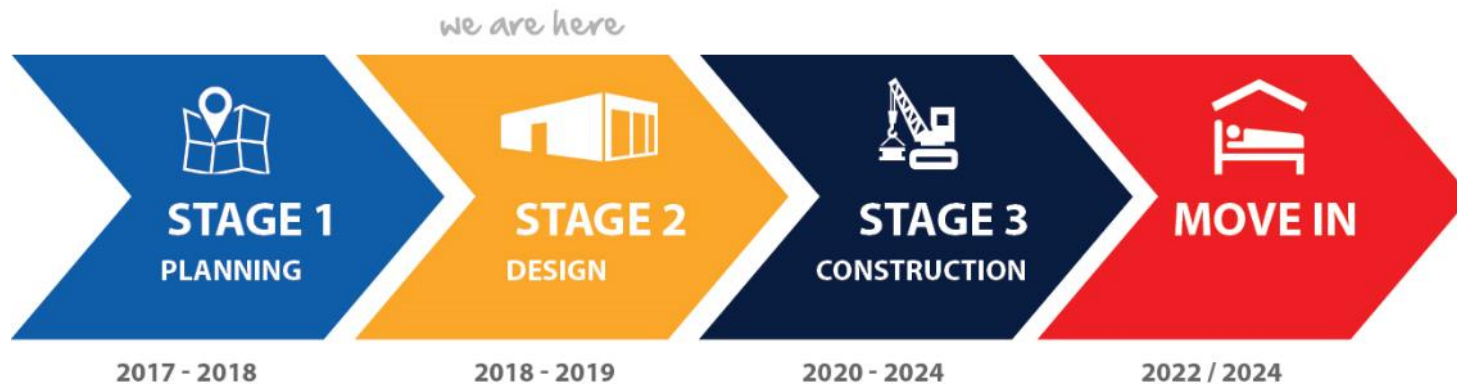 we are here
STAGE 1
PLANNING
2017 - 2018
STAGE 2
DESIGN
2018 - 2019
STAGE 3
CONSTRUCTION
2020 - 2024
MOVE IN
2022 / 2024